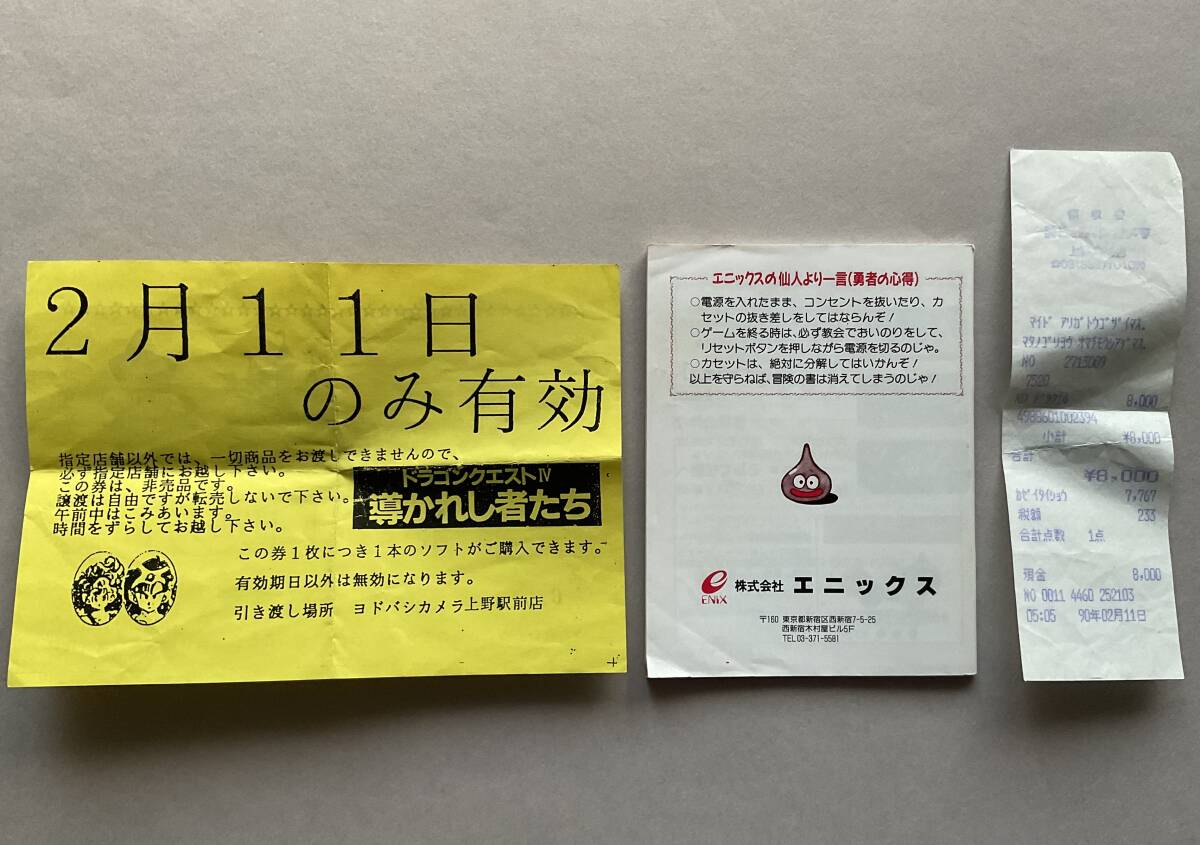 2月11日
のみ有効
指定店舗以外では、一切商品をお渡しできませんので、
必ず指定店舗にお越し下さい。
この券は、非売品です。
譲渡は自由ですが転売しないで下さい。
午前中はこみあいます。
時間をずらしてお越し下さい。
ドラゴンクエストⅣ
導かれし者たち
この券1枚につき1本のソフトがご購入できます。
有効期日以外は無効になります。
引き渡し場所 ヨドバシカメラ上野駅前店
エニックスの仙人より一言(勇者の心得)
○電源を入れたまま、コンセントを抜いたり、カ
セットの抜き差しをしてはならんぞ!
○ゲームを終る時は、必ず教会でおいのりをして、
リセットボタンを押しながら電源を切るのじゃ。
○カセットは、絶対に分解してはいかんぞ!
以上を守らねば、冒険の書は消えてしまうのじゃ!
ENIX
株式会社 エニックス
〒160 東京都新宿区西新宿7-5-25
西新宿木村屋ビル5F
TEL03-371-5581
マイド アリガトウゴザイマス.
マタノゴリヨウ オマチモウシアゲマス.
NO 2715009
7520
8,000
4988601002394
小計 ¥8,000
合計
¥8,000
カゼイタイショウ 7,767
税額 233
合計点数 1点
現金 8,000
NO 0011 4460 252103
05:05 90年02月11日